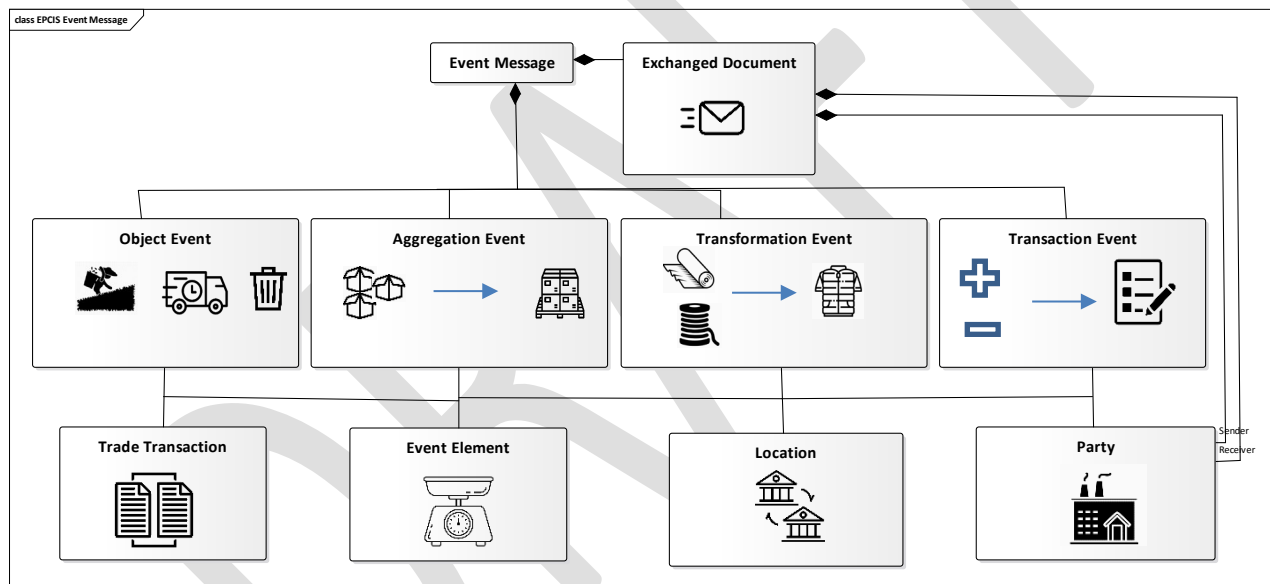 class EPCIS Event Message
Event Message
Exchanged Document
Object Event
Aggregation Event
Transformation Event
Transaction Event
Trade Transaction
Event Element
Location
Party
Sender
Receiver